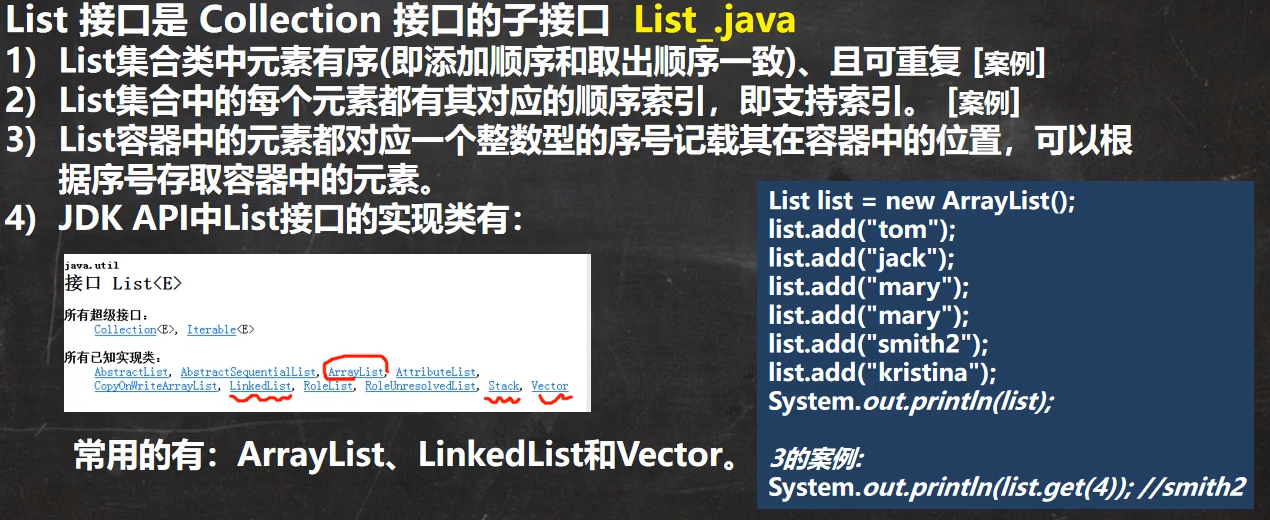 List 接口是 Collection 接口的子接口 List_.java
1) List集合类中元素有序(即添加顺序和取出顺序一致)、且可重复 [案例]
2) List集合中的每个元素都有其对应的顺序索引，即支持索引。 [案例]
3) List容器中的元素都对应一个整数型的序号记载其在容器中的位置，可以根
据序号存取容器中的元素。
4) JDK API中List接口的实现类有：
java.util
接口 List<E>
所有超级接口：
Collection<E>, Iterable<E>
所有已知实现类：
AbstractList, AbstractSequentialList, ArrayList, AttributeList,
CopyOnWriteArrayList, LinkedList, RoleList, RoleUnresolvedList, Stack, Vector
常用的有：ArrayList、LinkedList和Vector。
List list = new ArrayList();
list.add("tom");
list.add("jack");
list.add("mary");
list.add("mary");
list.add("smith2");
list.add("kristina");
System.out.println(list);
3的案例:
System.out.println(list.get(4)); //smith2